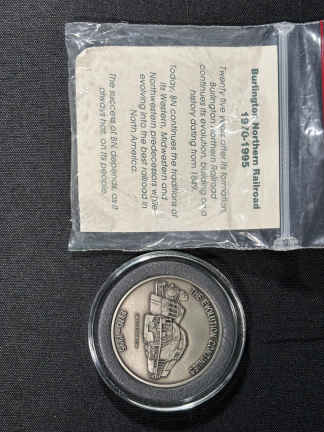 Burlington Northern Railroad
1970-1995
Twenty five years after its formation,
Burlington Northern Railroad
continues its evolution, building on a
history dating from 1849.
Today, BN continues the traditions of
its Western, Midwestern and
Northwestern predecessors while
evolving into the best railroad in
North America.
The success of BN depends, as it
always has, on its people.
THE EVOLUTION CONTINUES
1970-1995